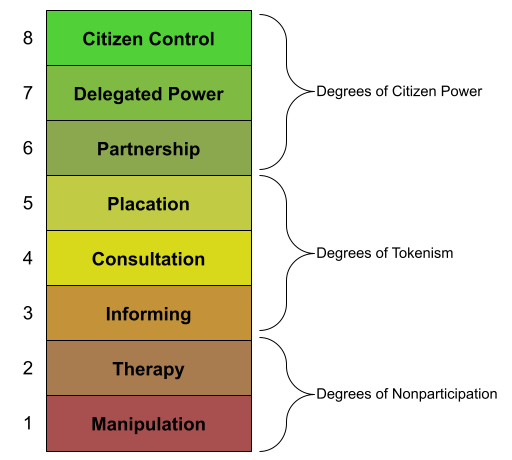 8 Citizen Control
7 Delegated Power
Degrees of Citizen Power
6 Partnership
5 Placation
4 Consultation
Degrees of Tokenism
3 Informing
2 Therapy
Degrees of Nonparticipation
1 Manipulation